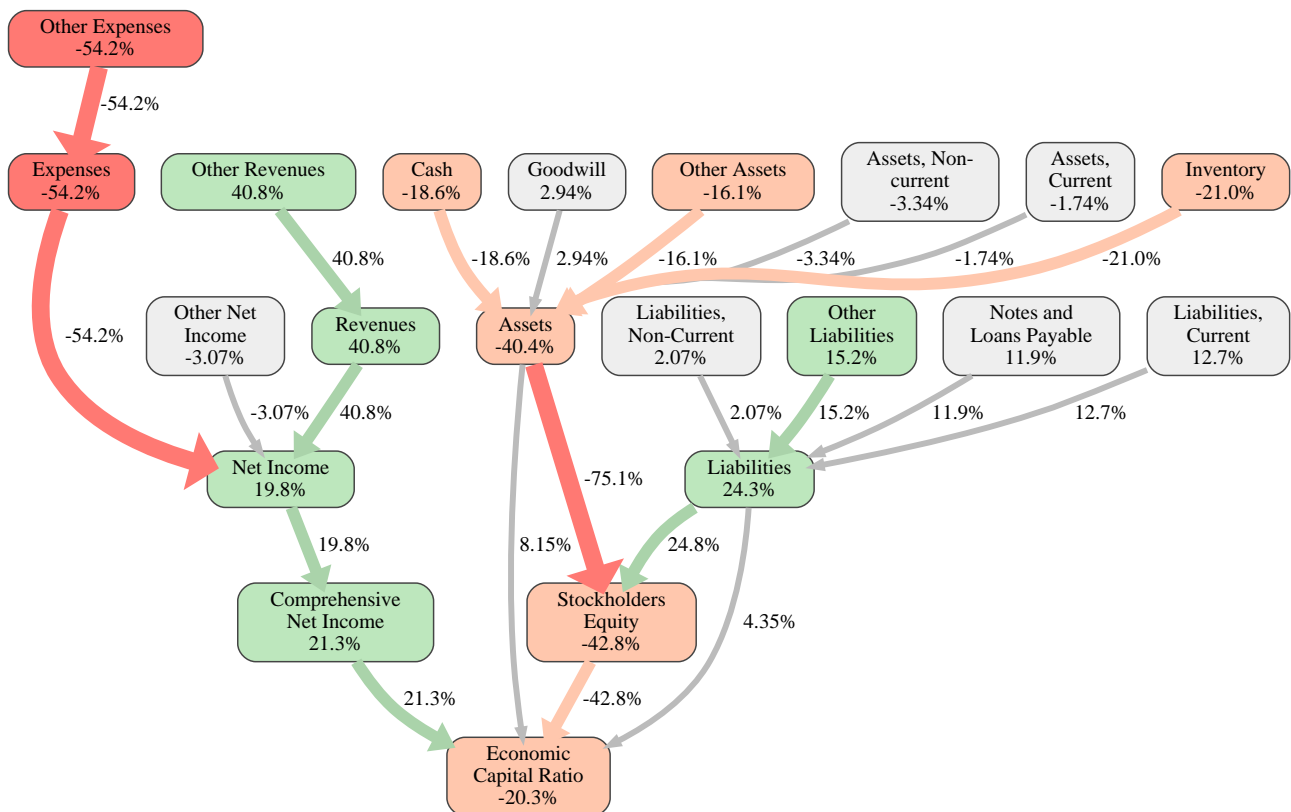 Other Expenses
-54.2%
-54.2%
Expenses
-54.2%
Other Revenues
40.8%
Cash
-18.6%
Goodwill
2.94%
Other Assets
-16.1%
Assets, Non-
current
-3.34%
Assets,
Current
-1.74%
Inventory
-21.0%
40.8%
-18.6%
2.94%
-16.1%
-3.34%
-1.74%
-21.0%
-54.2%
Other Net
Income
-3.07%
Revenues
40.8%
Assets
-40.4%
Liabilities,
Non-Current
2.07%
Other
Liabilities
15.2%
Notes and
Loans Payable
11.9%
Liabilities,
Current
12.7%
-3.07%
40.8%
2.07%
15.2%
11.9%
12.7%
Net Income
19.8%
-75.1%
Liabilities
24.3%
19.8%
8.15%
24.8%
Comprehensive
Net Income
21.3%
Stockholders
Equity
-42.8%
4.35%
21.3%
-42.8%
Economic
Capital Ratio
-20.3%